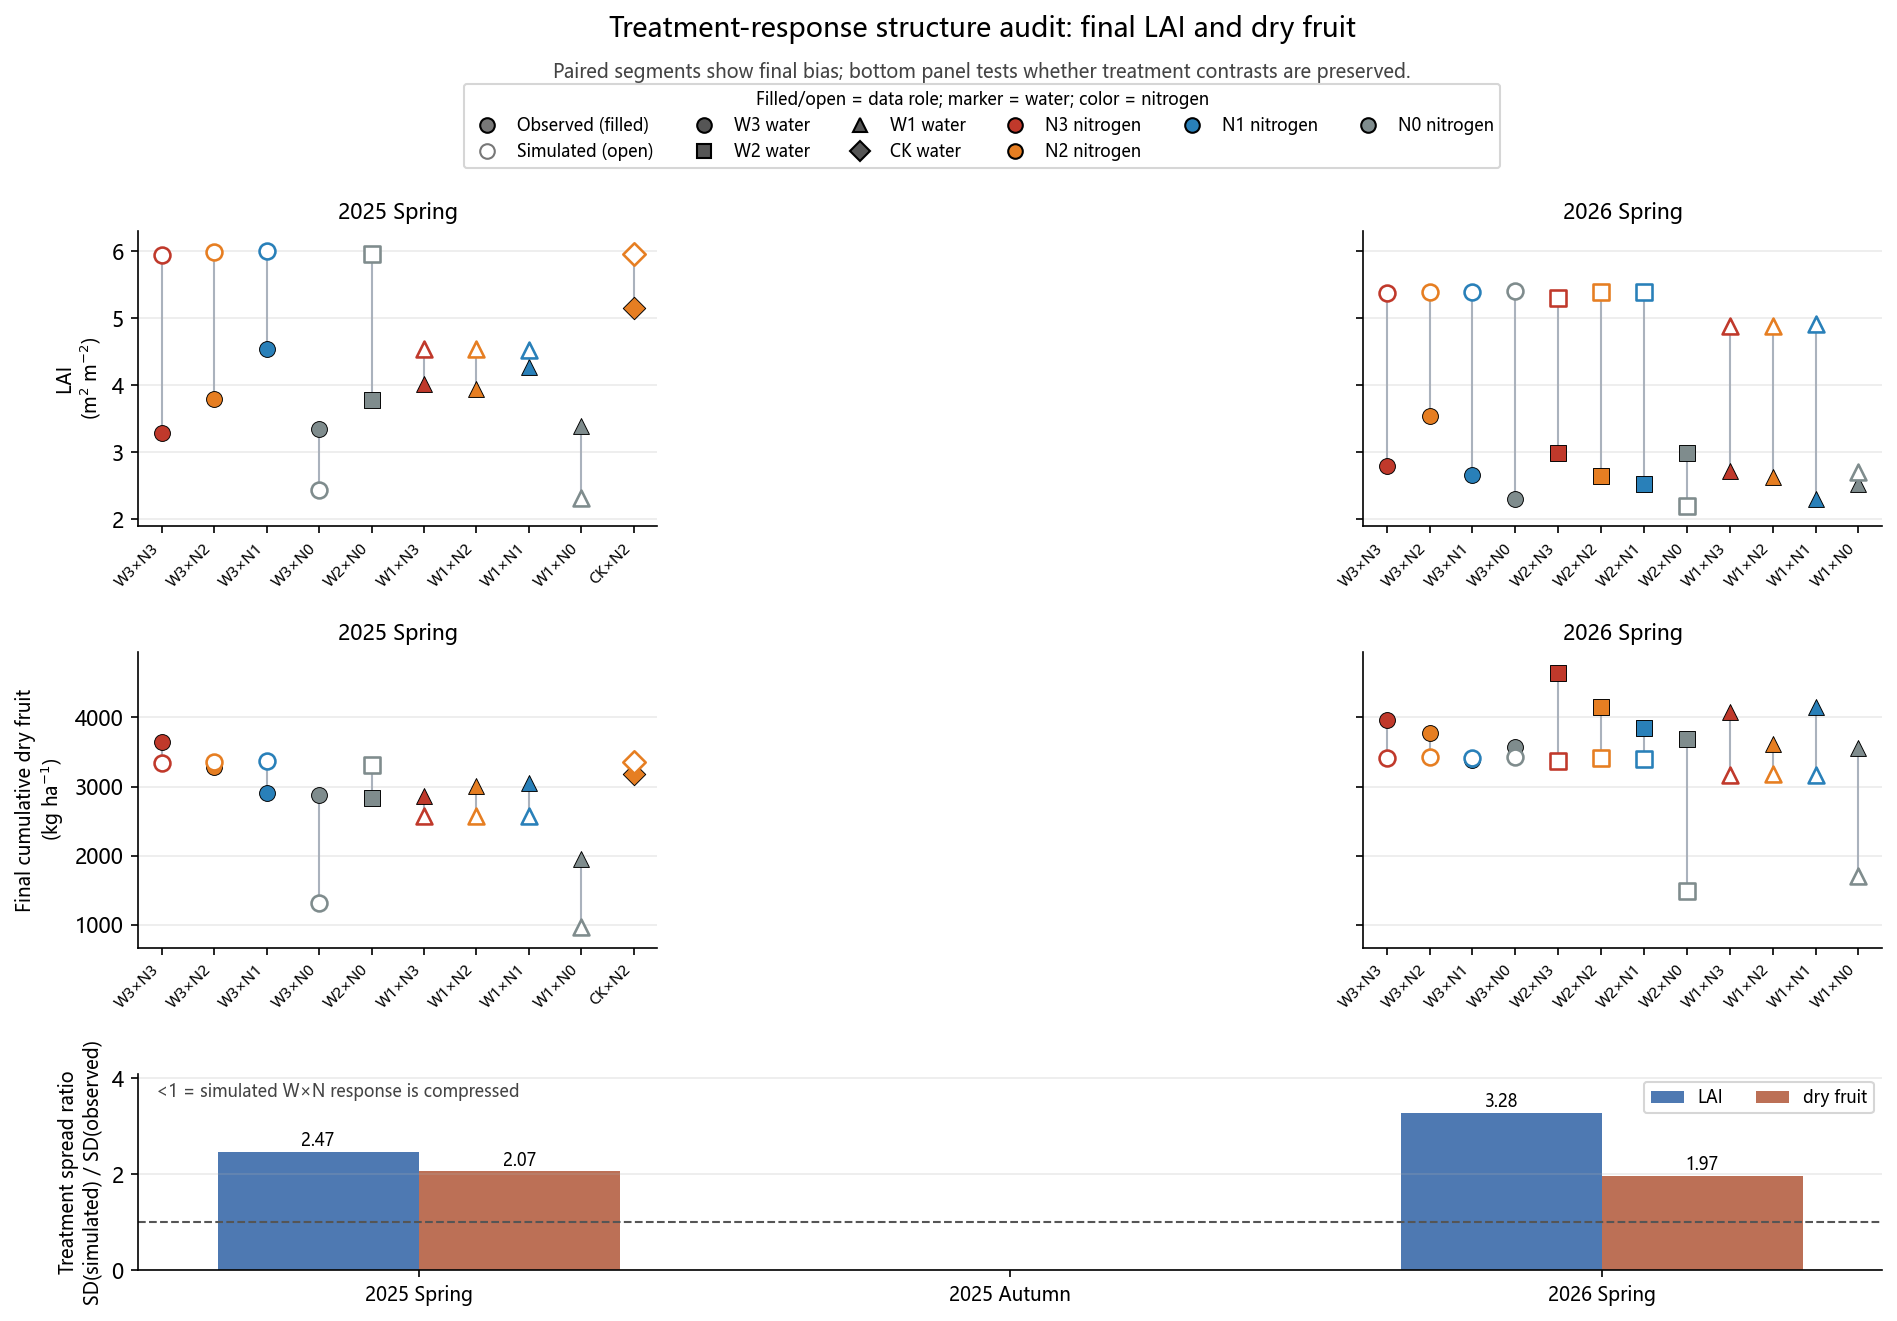 Treatment-response structure audit: final LAI and dry fruit
Paired segments show final bias; bottom panel tests whether treatment contrasts are preserved.
Filled/open = data role; marker = water; color = nitrogen
Observed (filled) W3 water W1 water N3 nitrogen N1 nitrogen N0 nitrogen
Simulated (open) W2 water CK water N2 nitrogen
2025 Spring
LAI
(m² m⁻²)
6
5
4
3
2
W3×N3 W3×N2 W3×N1 W3×N0 W2×N0 W1×N3 W1×N2 W1×N1 W1×N0 CK×N2
2026 Spring
W3×N3 W3×N2 W3×N1 W3×N0 W2×N3 W2×N2 W2×N1 W2×N0 W1×N3 W1×N2 W1×N1 W1×N0
2025 Spring
Final cumulative dry fruit
(kg ha⁻¹)
4000
3000
2000
1000
W3×N3 W3×N2 W3×N1 W3×N0 W2×N0 W1×N3 W1×N2 W1×N1 W1×N0 CK×N2
2026 Spring
W3×N3 W3×N2 W3×N1 W3×N0 W2×N3 W2×N2 W2×N1 W2×N0 W1×N3 W1×N2 W1×N1 W1×N0
Treatment spread ratio
SD(simulated) / SD(observed)
4
2
0
<1 = simulated W×N response is compressed
LAI dry fruit
2.47
2.07
3.28
1.97
2025 Spring 2025 Autumn 2026 Spring